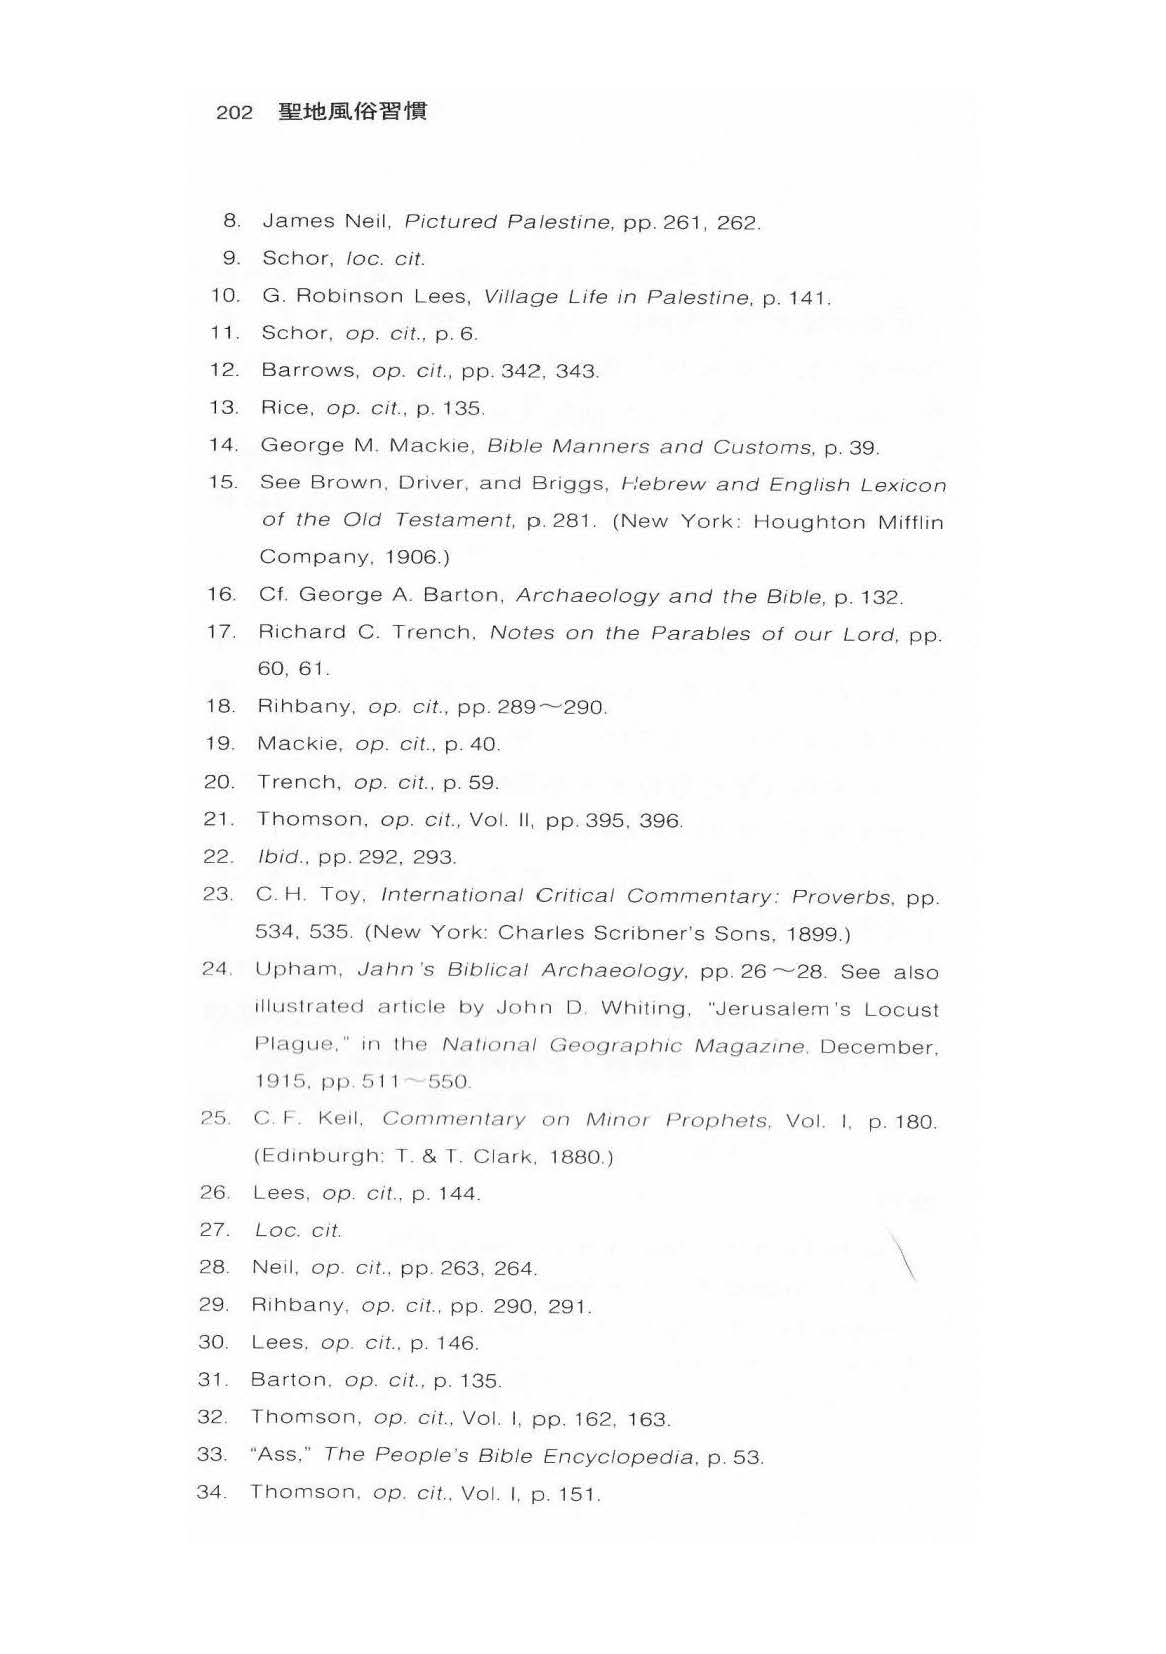 202 聖地風俗習慣
8. James Neil, Pictured Palestine, pp. 261, 262.
9. Schor, loc. cit.
10. G. Robinson Lees, Village Life in Palestine, p. 141.
11. Schor, op. cit., p. 6.
12. Barrows, op. cit., pp. 342, 343.
13. Rice, op. cit., p. 135.
14. George M. Mackie, Bible Manners and Customs, p. 39.
15. See Brown, Driver, and Briggs, Hebrew and English Lexicon
of the Old Testament, p. 281. (New York: Houghton Mifflin
Company, 1906.)
16. Cf. George A. Barton, Archaeology and the Bible, p. 132.
17. Richard C. Trench, Notes on the Parables of our Lord, pp.
60, 61.
18. Rihbany, op. cit., pp. 289～290.
19. Mackie, op. cit., p. 40.
20. Trench, op. cit., p. 59.
21. Thomson, op. cit., Vol. II, pp. 395, 396.
22. Ibid., pp. 292, 293.
23. C. H. Toy, International Critical Commentary: Proverbs, pp.
534, 535. (New York: Charles Scribner's Sons, 1899.)
24. Upham, Jahn's Biblical Archaeology, pp. 26～28. See also
illustrated article by John D. Whiting, "Jerusalem's Locust
Plague," in the National Geographic Magazine, December,
1915, pp. 511～550.
25. C. F. Keil, Commentary on Minor Prophets, Vol. I, p. 180.
(Edinburgh: T. & T. Clark, 1880.)
26. Lees, op. cit., p. 144.
27. Loc. cit.
28. Neil, op. cit., pp. 263, 264.
29. Rihbany, op. cit., pp. 290, 291.
30. Lees, op. cit., p. 146.
31. Barton, op. cit., p. 135.
32. Thomson, op. cit., Vol. I, pp. 162, 163.
33. "Ass," The People's Bible Encyclopedia, p. 53.
34. Thomson, op. cit., Vol. I, p. 151.